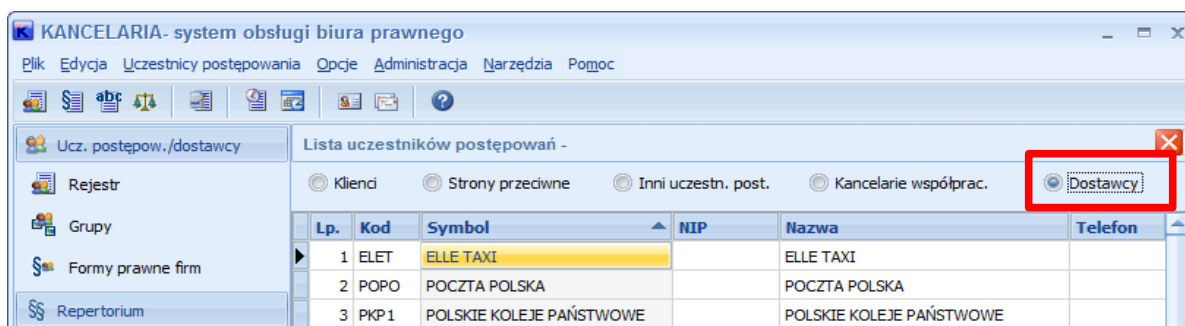 KANCELARIA- system obsługi biura prawnego
Plik Edycja Uczestnicy postępowania Opcje Administracja Narzędzia Pomoc
Ucz. postępow./dostawcy
Rejestr
Grupy
Formy prawne firm
§§ Repertorium
Lista uczestników postępowań -
Klienci Strony przeciwne Inni uczestn. post. Kancelarie współprac. Dostawcy
Lp. Kod Symbol NIP Nazwa Telefon
1 ELET ELLE TAXI ELLE TAXI
2 POPO POCZTA POLSKA POCZTA POLSKA
3 PKP1 POLSKIE KOLEJE PAŃSTWOWE POLSKIE KOLEJE PAŃSTWOWE